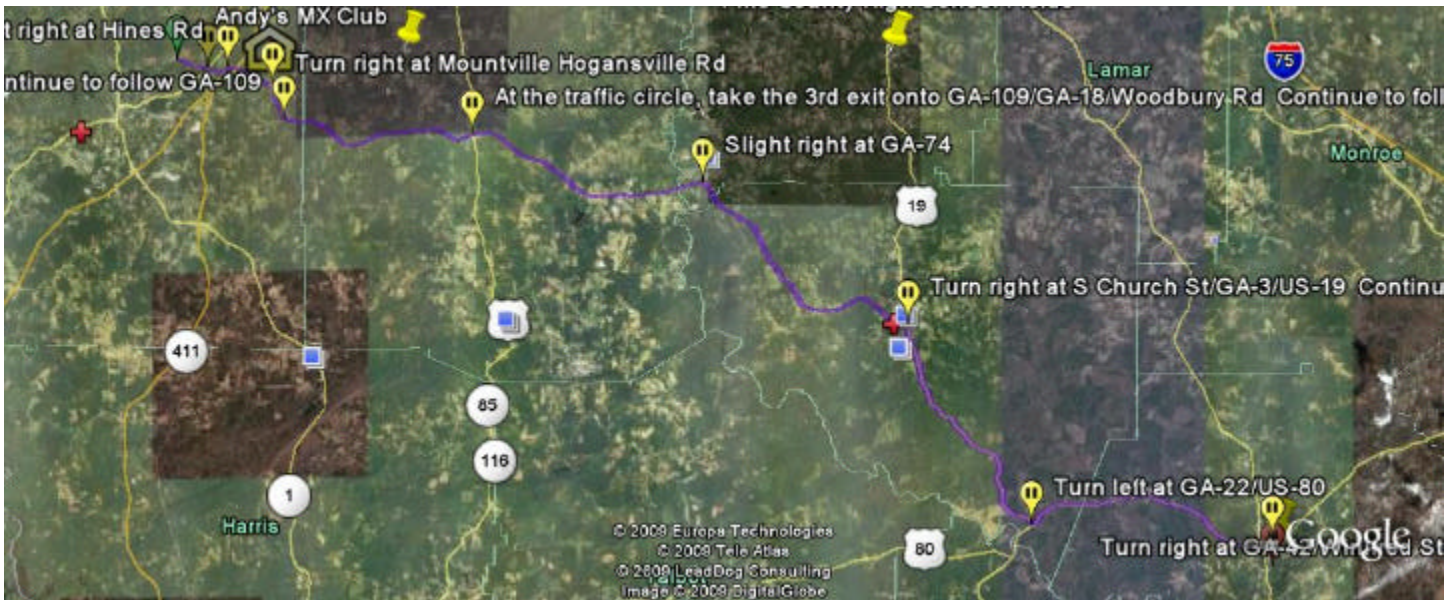 Andy's MX Club
t right at Hines Rd
Turn right at Mountville Hogansville Rd
ntinue to follow GA-109
Lamar
75
At the traffic circle, take the 3rd exit onto GA-109/GA-18/Woodbury Rd Continue to foll
Slight right at GA-74
Monroe
19
Turn right at S Church St/GA-3/US-19 Continu
411
85
116
1
Harris
Turn left at GA-22/US-80
© 2009 Europa Technologies
© 2009 Tele Atlas
80
Google
Turn right at GA-42/Winfred St
© 2009 LeadDog Consulting
Talbot
Image © 2009 DigitalGlobe